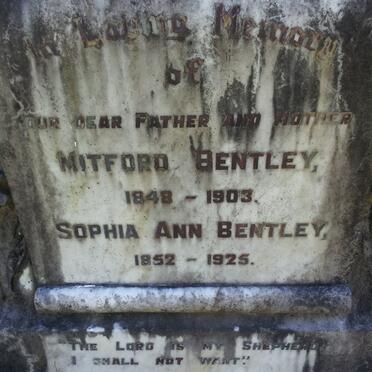 In Loving Memory
of
OUR DEAR FATHER AND MOTHER
MITFORD BENTLEY,
1848 - 1903.
SOPHIA ANN BENTLEY,
1852 - 1925.
"THE LORD IS MY SHEPHERD
I SHALL NOT WANT."